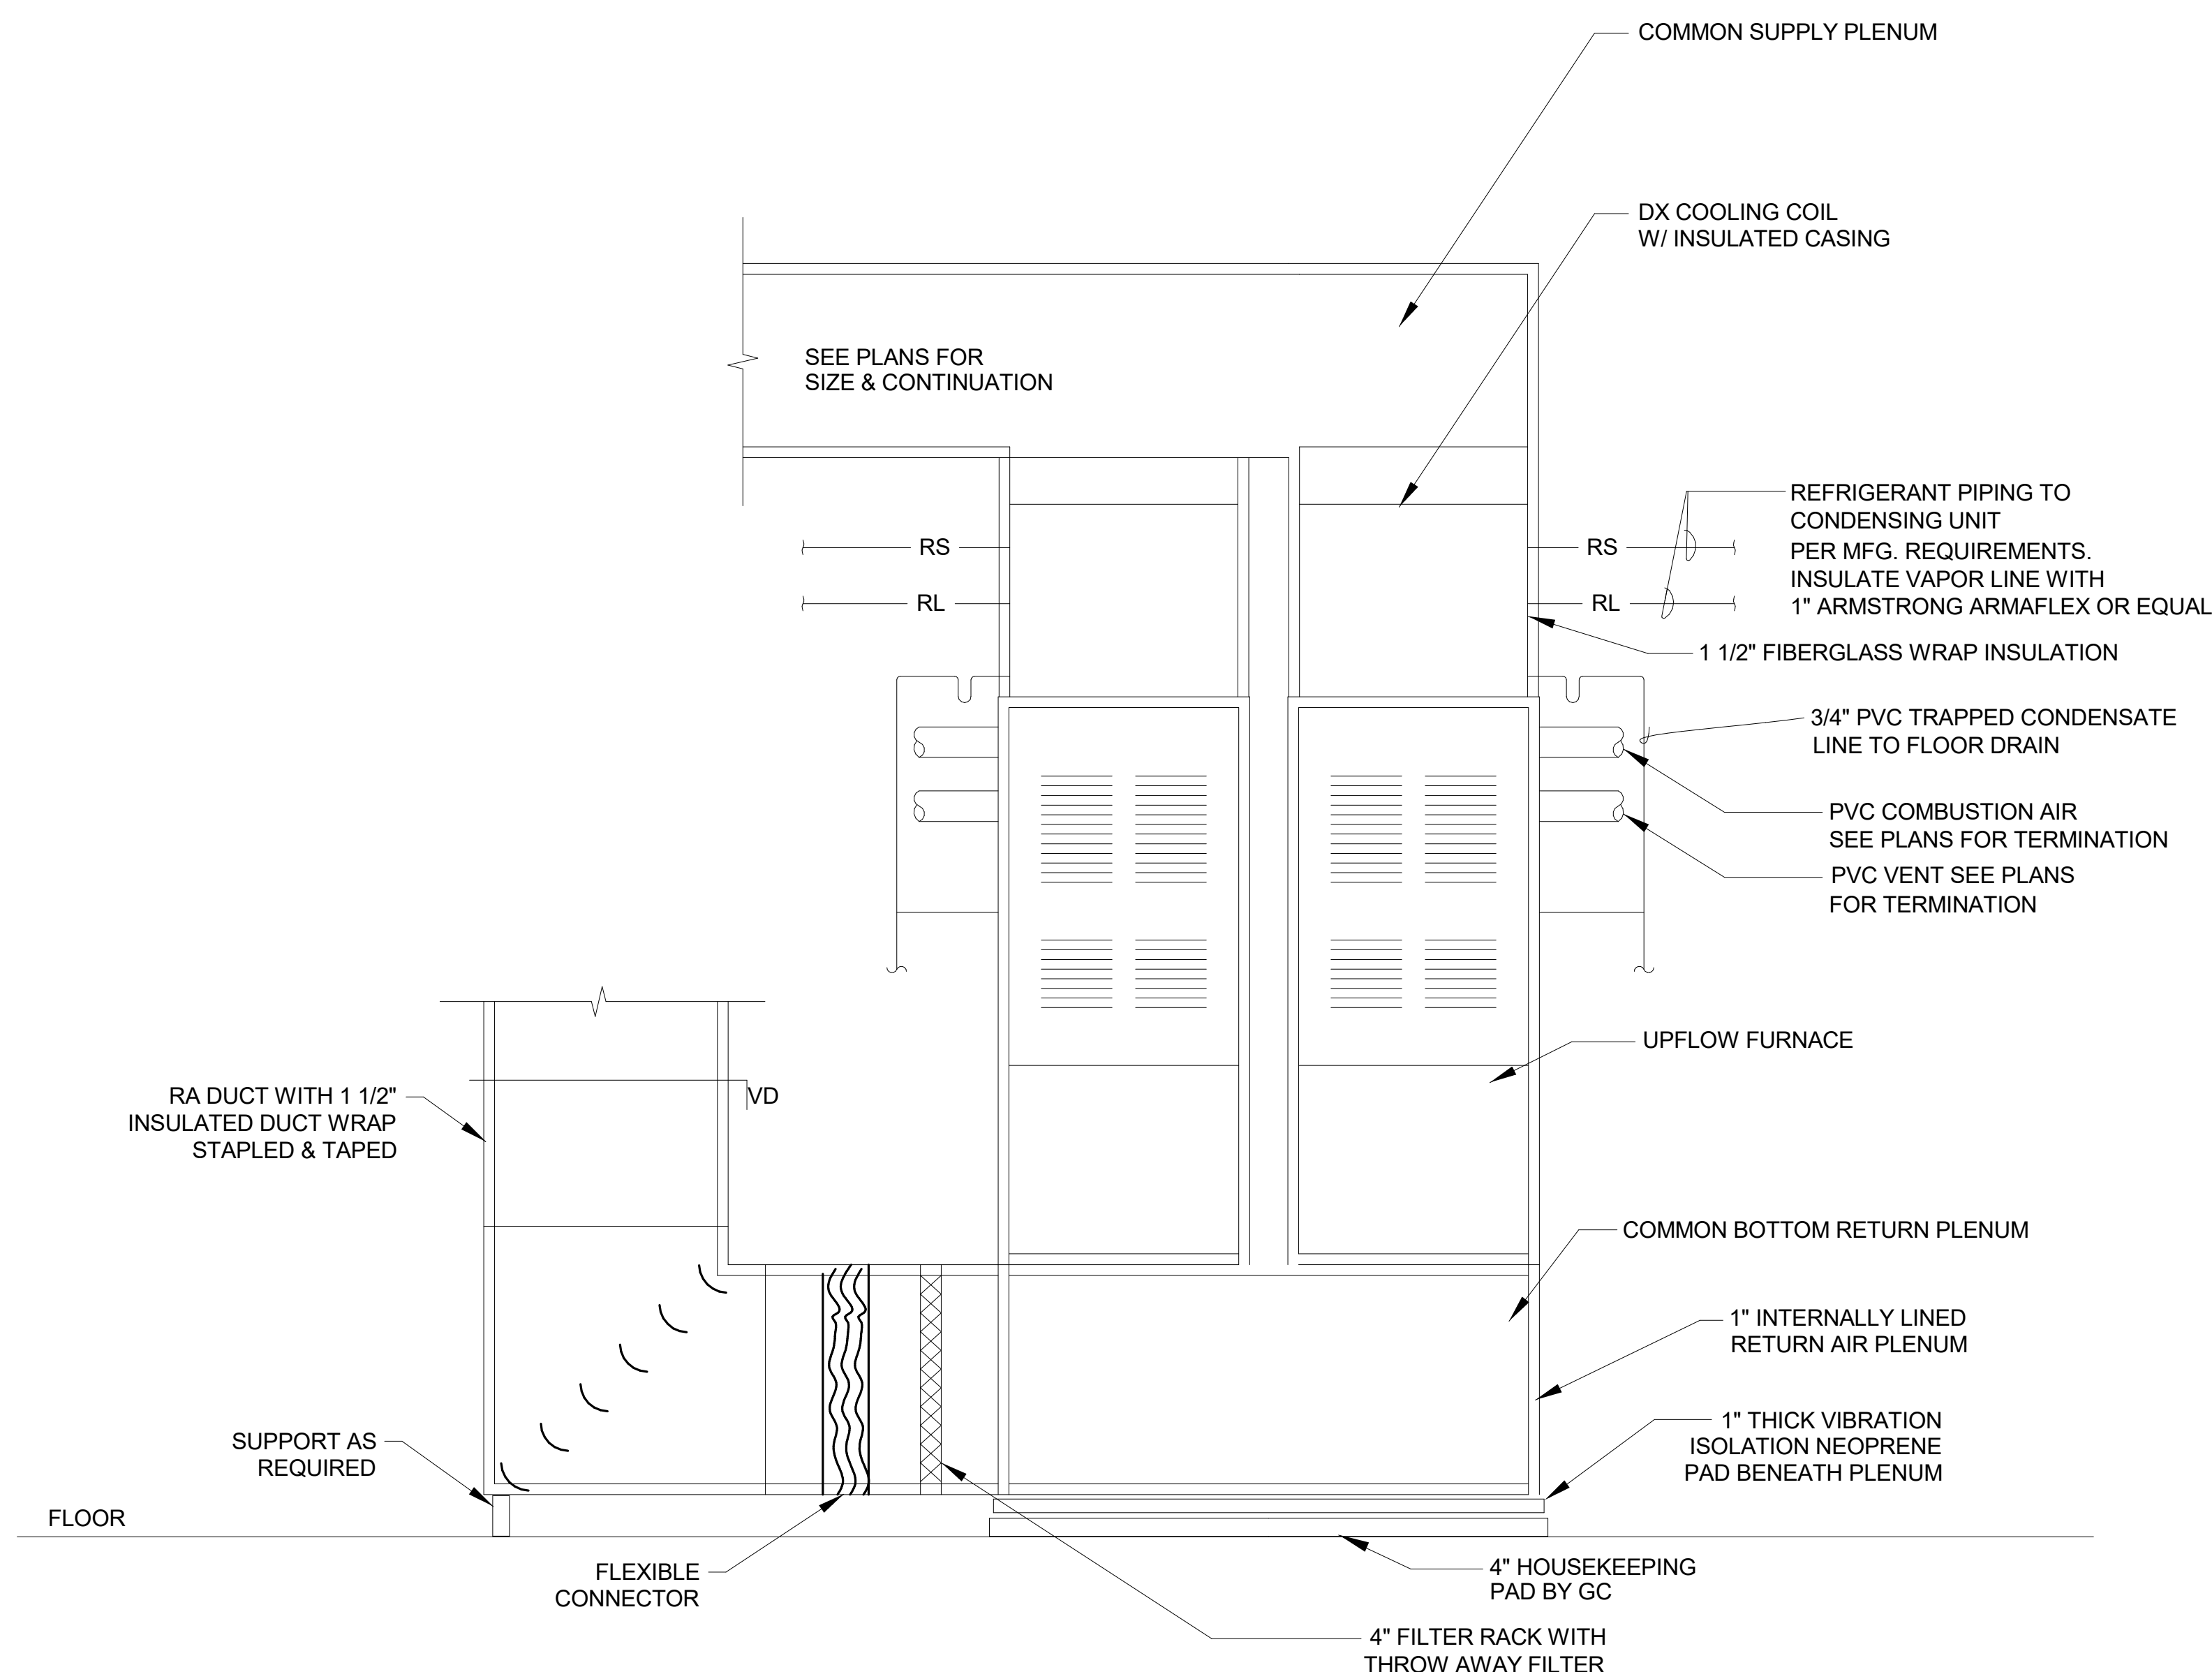 COMMON SUPPLY PLENUM
DX COOLING COIL
W/ INSULATED CASING
SEE PLANS FOR
SIZE & CONTINUATION
REFRIGERANT PIPING TO
CONDENSING UNIT
PER MFG. REQUIREMENTS.
INSULATE VAPOR LINE WITH
1" ARMSTRONG ARMAFLEX OR EQUAL
RS
RS
RL
RL
1 1/2" FIBERGLASS WRAP INSULATION
3/4" PVC TRAPPED CONDENSATE
LINE TO FLOOR DRAIN
PVC COMBUSTION AIR
SEE PLANS FOR TERMINATION
PVC VENT SEE PLANS
FOR TERMINATION
UPFLOW FURNACE
RA DUCT WITH 1 1/2"
INSULATED DUCT WRAP
STAPLED & TAPED
VD
COMMON BOTTOM RETURN PLENUM
1" INTERNALLY LINED
RETURN AIR PLENUM
1" THICK VIBRATION
ISOLATION NEOPRENE
PAD BENEATH PLENUM
SUPPORT AS
REQUIRED
FLOOR
FLEXIBLE
CONNECTOR
4" HOUSEKEEPING
PAD BY GC
4" FILTER RACK WITH
THROW AWAY FILTER